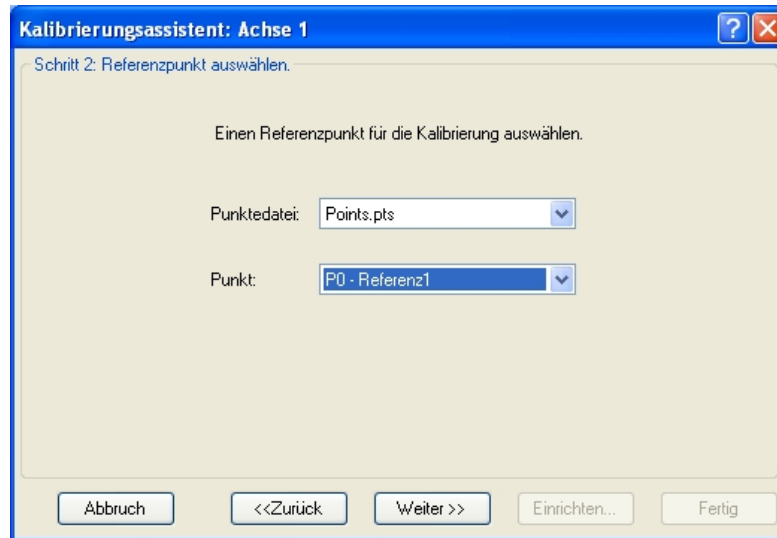 Kalibrierungsassistent: Achse 1
Schritt 2: Referenzpunkt auswählen.
Einen Referenzpunkt für die Kalibrierung auswählen.
Punktedatei: Points.pts
Punkt: P0 - Referenz1
Abbruch <<Zurück Weiter >> Einrichten... Fertig